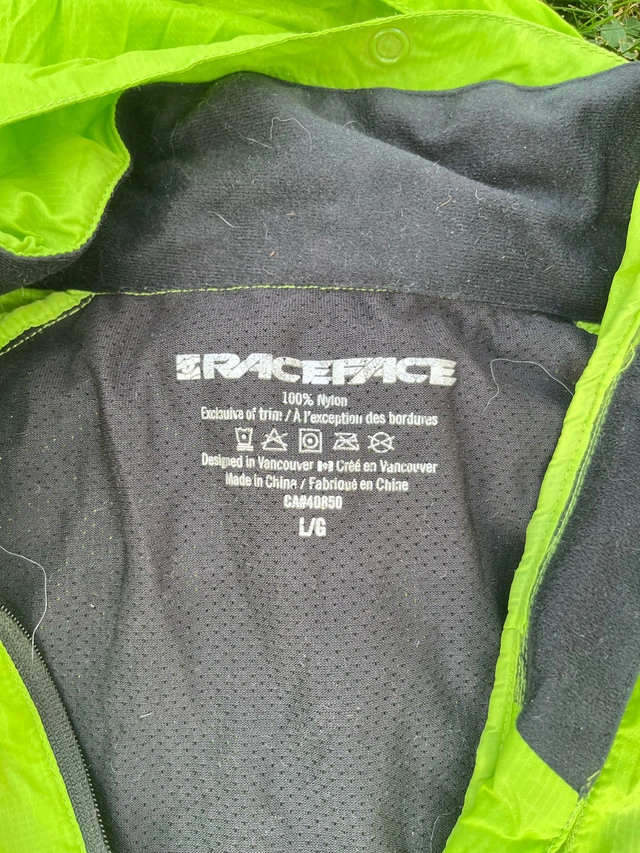 RACEFACE
100% Nylon
Exclusive of trim / À l'exception des bordures
Designed in Vancouver Créé en Vancouver
Made in China / Fabriqué en Chine
CA#40850
L/G